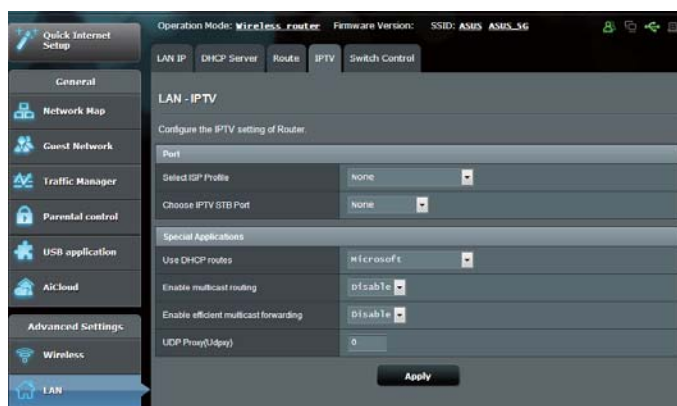 Quick Internet
Setup
General
Network Map
Guest Network
Traffic Manager
Parental control
USB application
AiCloud
Advanced Settings
Wireless
LAN
Operation Mode: Wireless router Firmware Version: SSID: ASUS ASUS_5G
LAN IP DHCP Server Route IPTV Switch Control
LAN - IPTV
Configure the IPTV setting of Router.
Port
Select ISP Profile None
Choose IPTV STB Port None
Special Applications
Use DHCP routes Microsoft
Enable multicast routing Disable
Enable efficient multicast forwarding Disable
UDP Proxy(Udpxy) 0
Apply